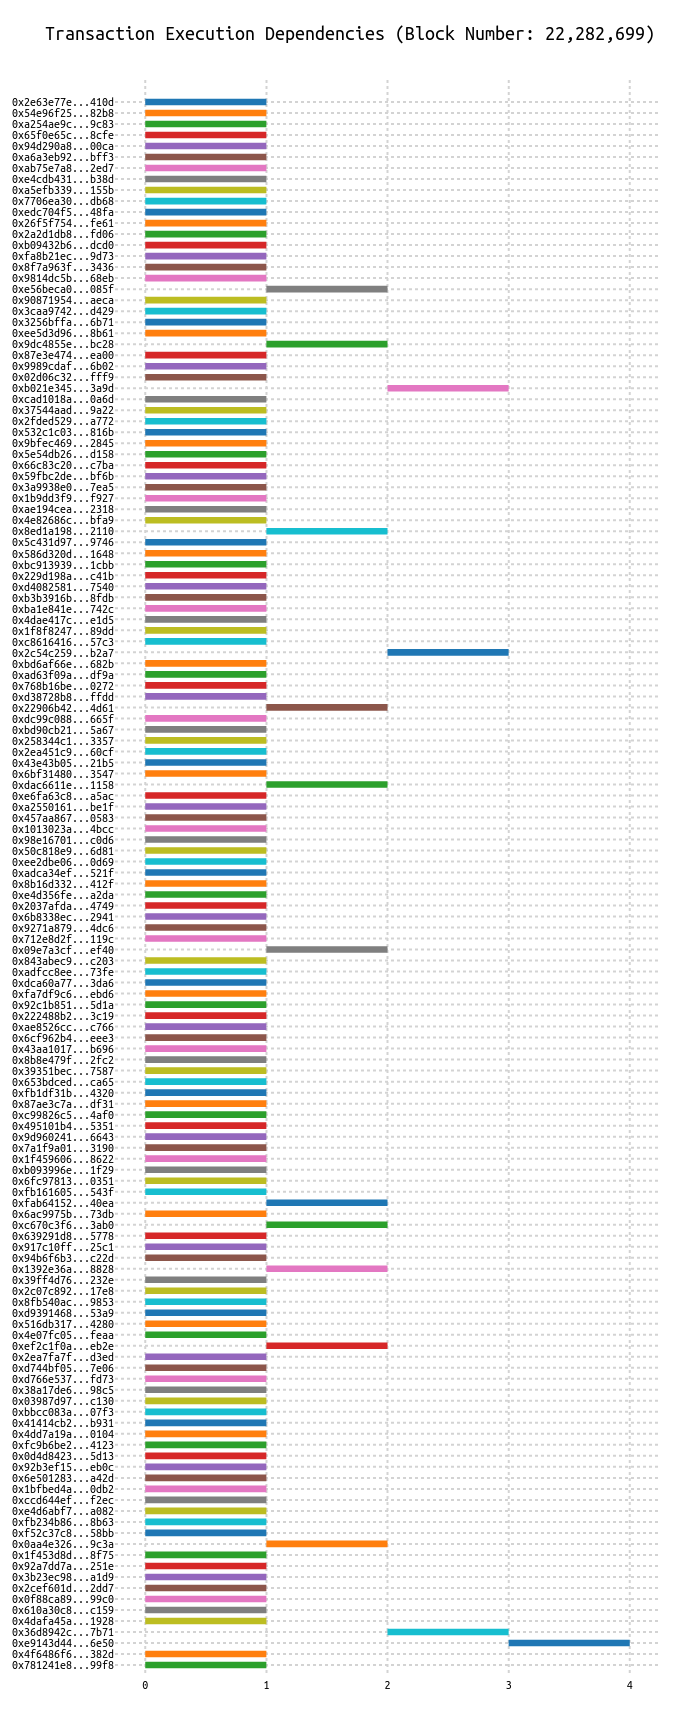 Transaction Execution Dependencies (Block Number: 22,282,699)
0x2e63e77e...410d
0x54e96f25...82b8
0xa254ae9c...9c83
0x65f0e65c...8cfe
0x94d290a8...00ca
0xa6a3eb92...bff3
0xab75e7a8...2ed7
0xe4cdb431...b38d
0xa5efb339...155b
0x7706ea30...db68
0xedc704f5...48fa
0x26f5f754...fe61
0x2a2d1db8...fd06
0xb09432b6...dcd0
0xfa8b21ec...9d73
0x8f7a963f...3436
0x9814dc5b...68eb
0xe56beca0...085f
0x90871954...aeca
0x3caa9742...d429
0x3256bffa...6b71
0xee5d3d96...8b61
0x9dc4855e...bc28
0x87e3e474...ea00
0x9989cdaf...6b02
0x02d06c32...fff9
0xb021e345...3a9d
0xcad1018a...0a6d
0x37544aad...9a22
0x2fded529...a772
0x532c1c03...816b
0x9bfec469...2845
0x5e54db26...d158
0x66c83c20...c7ba
0x59fbc2de...bf6b
0x3a9938e0...7ea5
0x1b9dd3f9...f927
0xae194cea...2318
0x4e82686c...bfa9
0x8ed1a198...2110
0x5c431d97...9746
0x586d320d...1648
0xbc913939...1cbb
0x229d198a...c41b
0xd4082581...7540
0xb3b3916b...8fdb
0xba1e841e...742c
0x4dae417c...e1d5
0x1f8f8247...89dd
0xc8616416...57c3
0x2c54c259...b2a7
0xbd6af66e...682b
0xad63f09a...df9a
0x768b16be...0272
0xd38728b8...ffdd
0x22906b42...4d61
0xdc99c088...665f
0xbd90cb21...5a67
0x258344c1...3357
0x2ea451c9...60cf
0x43e43b05...21b5
0x6bf31480...3547
0xdac6611e...1158
0xe6fa63c8...a5ac
0xa2550161...be1f
0x457aa867...0583
0x1013023a...4bcc
0x98e16701...c0d6
0x50c818e9...6d81
0xee2dbe06...0d69
0xadca34ef...521f
0x8b16d332...412f
0xe4d356fe...a2da
0x2037afda...4749
0x6b8338ec...2941
0x9271a879...4dc6
0x712e8d2f...119c
0x09e7a3cf...ef40
0x843abec9...c203
0xadfcc8ee...73fe
0xdca60a77...3da6
0xfa7df9c6...ebd6
0x92c1b851...5d1a
0x222488b2...3c19
0xae8526cc...c766
0x6cf962b4...eee3
0x43aa1017...b696
0x8b8e479f...2fc2
0x39351bec...7587
0x653bdced...ca65
0xfb1df31b...4320
0x87ae3c7a...df31
0xc99826c5...4af0
0x495101b4...5351
0x9d960241...6643
0x7a1f9a01...3190
0x1f459606...8622
0xb093996e...1f29
0x6fc97813...0351
0xfb161605...543f
0xfab64152...40ea
0x6ac9975b...73db
0xc670c3f6...3ab0
0x639291d8...5778
0x917c10ff...25c1
0x94b6f6b3...c22d
0x1392e36a...8828
0x39ff4d76...232e
0x2c07c892...17e8
0x8fb540ac...9853
0xd9391468...53a9
0x516db317...4280
0x4e07fc05...feaa
0xef2c1f0a...eb2e
0x2ea7fa7f...d3ed
0xd744bf05...7e06
0xd766e537...fd73
0x38a17de6...98c5
0x03987d97...c130
0xbbcc083a...07f3
0x41414cb2...b931
0x4dd7a19a...0104
0xfc9b6be2...4123
0x0d4d8423...5d13
0x92b3ef15...eb0c
0x6e501283...a42d
0x1bfbed4a...0db2
0xccd644ef...f2ec
0xe4d6abf7...a082
0xfb234b86...8b63
0xf52c37c8...58bb
0x0aa4e326...9c3a
0x1f453d8d...8f75
0x92a7dd7a...251e
0x3b23ec98...a1d9
0x2cef601d...2dd7
0x0f88ca89...99c0
0x610a30c8...c159
0x4dafa45a...1928
0x36d8942c...7b71
0xe9143d44...6e50
0x4f6486f6...382d
0x781241e8...99f8
0 1 2 3 4